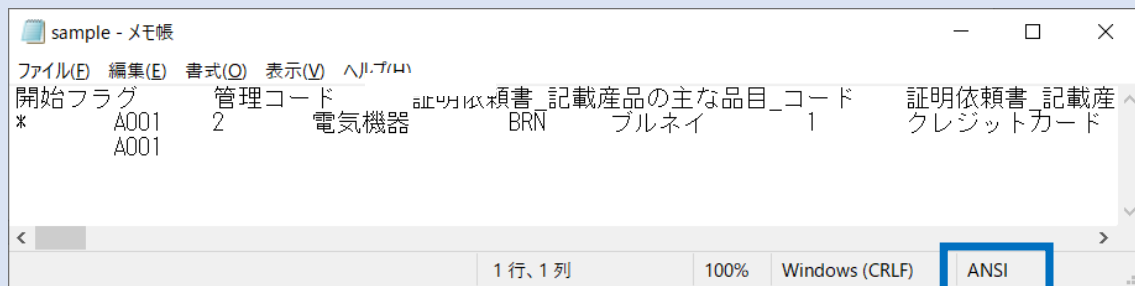 sample - メモ帳
ファイル(F) 編集(E) 書式(O) 表示(V) ヘルプ(H)
開始フラグ 管理コード 証明依頼書_記載産品の主な品目_コード 証明依頼書_記載産
* A001 2 電気機器 BRN ブルネイ 1 クレジットカード
A001
1 行、1 列 100% Windows (CRLF) ANSI